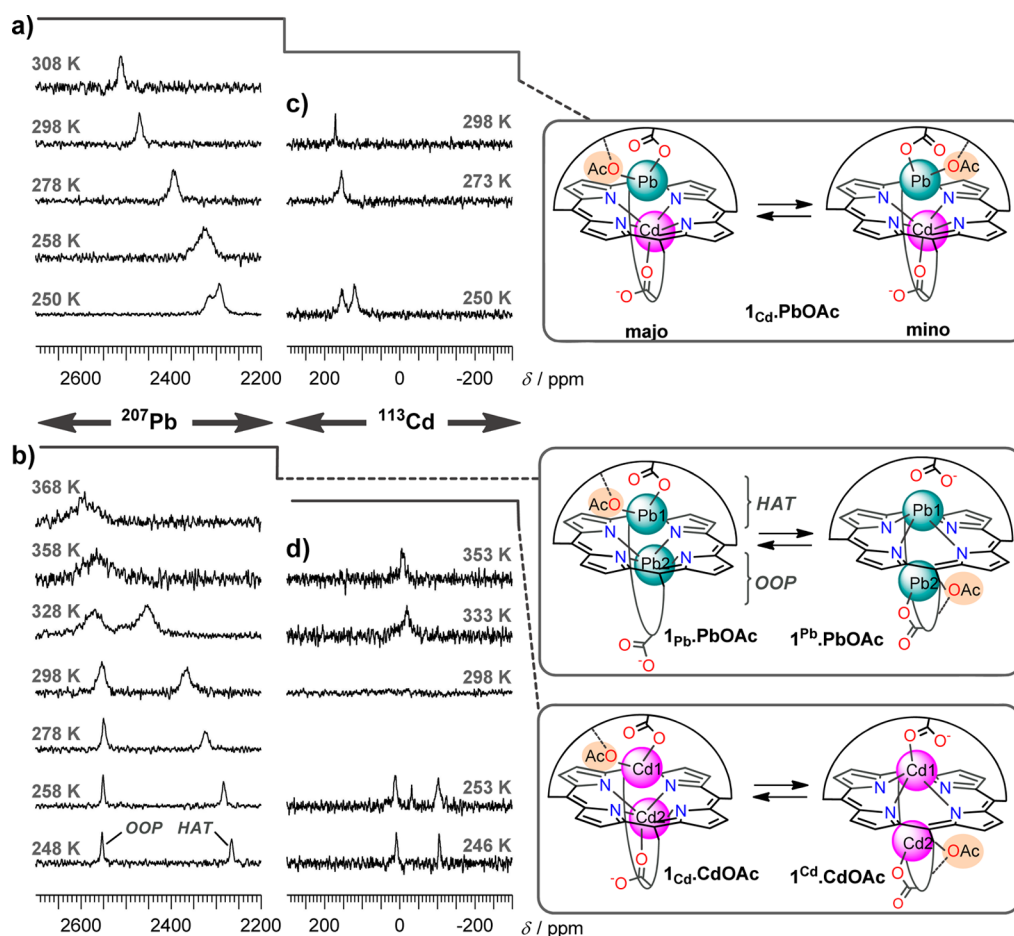 a)
308 K
298 K
278 K
258 K
250 K
2600 2400 2200
c)
298 K
273 K
250 K
200 0 -200
δ / ppm
O
O
AcO
Pb
N N
N N
Cd
O
-O O
majo
1Cd.PbOAc
O O
Pb
OAc
N N
N N
Cd
O
-O O
mino
207Pb
113Cd
b)
368 K
358 K
328 K
298 K
278 K
258 K
248 K
OOP HAT
2600 2400 2200
d)
353 K
333 K
298 K
253 K
246 K
200 0 -200
δ / ppm
O
O
AcO
Pb1
N N
N N
Pb2
O
O-
HAT
OOP
1Pb.PbOAc
O
O-
Pb1
N N
N N
Pb2
OAc
O
O
1Pb.PbOAc
O
O
AcO
Cd1
N N
N N
Cd2
O
-O O
1Cd.CdOAc
O O-
Cd1
N N
N N
Cd2
OAc
O
O
1Cd.CdOAc